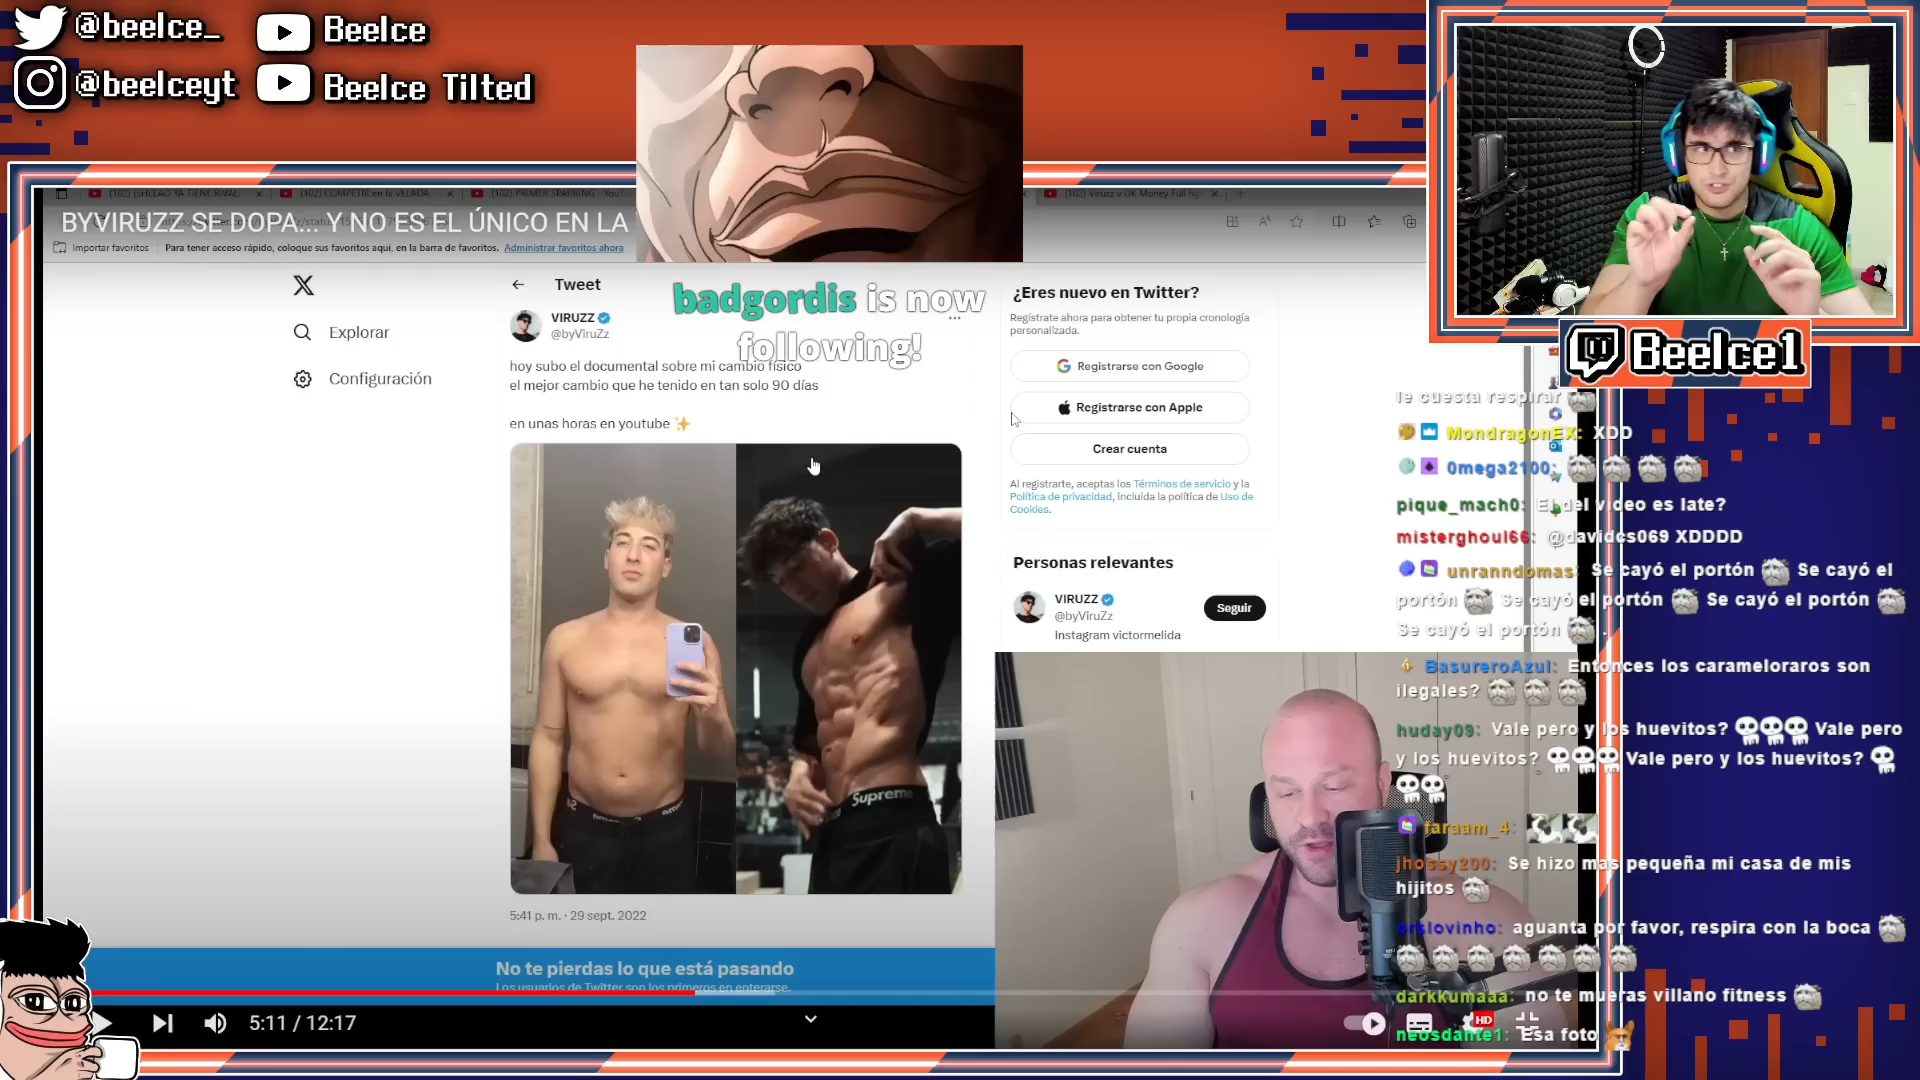 @beelce_
Beelce
@beelceyt
Beelce Tilted
BYVIRUZZ SE DOPA... Y NO ES EL ÚNICO EN LA
Importar favoritos
Para tener acceso rápido, coloque sus favoritos aquí, en la barra de favoritos. Administrar favoritos ahora
Explorar
Configuración
Tweet
VIRUZZ
@byViruZz
badgordis is now
following!
hoy subo el documental sobre mi cambio físico
el mejor cambio que he tenido en tan solo 90 días
en unas horas en youtube
Supreme
5:41 p. m. · 29 sept. 2022
¿Eres nuevo en Twitter?
Regístrate ahora para obtener tu propia cronología
personalizada.
Registrarse con Google
Registrarse con Apple
Crear cuenta
Al registrarte, aceptas los Términos de servicio y la
Política de privacidad, incluida la política de Uso de
Cookies.
Personas relevantes
VIRUZZ
@byViruZz
Seguir
Instagram victormelida
No te pierdas lo que está pasando
Los usuarios de Twitter son los primeros en enterarse.
5:11 / 12:17
HD
Beelce1
le cuesta respirar
MondragonEX: XDD
0mega2100:
pique_mach0: El del video es late?
misterghoul66: @davidcs069 XDDDD
unranndomas: Se cayó el portón Se cayó el
portón Se cayó el portón Se cayó el portón
Se cayó el portón .
BasureroAzul: Entonces los carameloraros son
ilegales?
huday09: Vale pero y los huevitos? Vale pero
y los huevitos? Vale pero y los huevitos?
faraam_4:
jhossy200: Se hizo mas pequeña mi casa de mis
hijitos
orslovinho: aguanta por favor, respira con la boca
darkkumaaa: no te mueras villano fitness
neosdante1: Esa foto